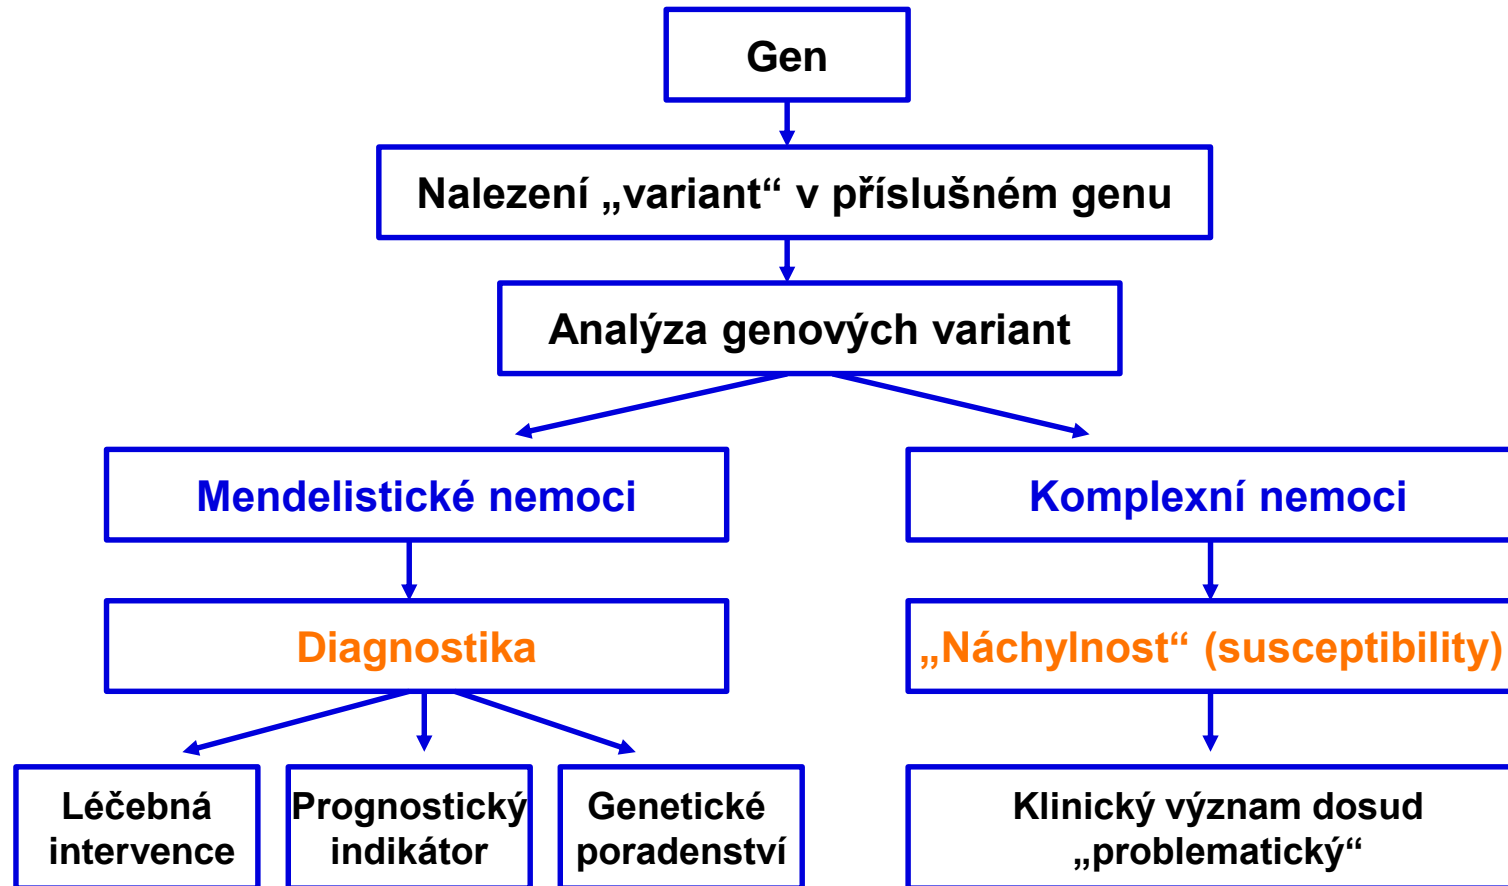 Gen
Nalezení „variant“ v příslušném genu
Analýza genových variant
Mendelistické nemoci
Komplexní nemoci
Diagnostika
„Náchylnost“ (susceptibility)
Léčebná
intervence
Prognostický
indikátor
Genetické
poradenství
Klinický význam dosud
„problematický“